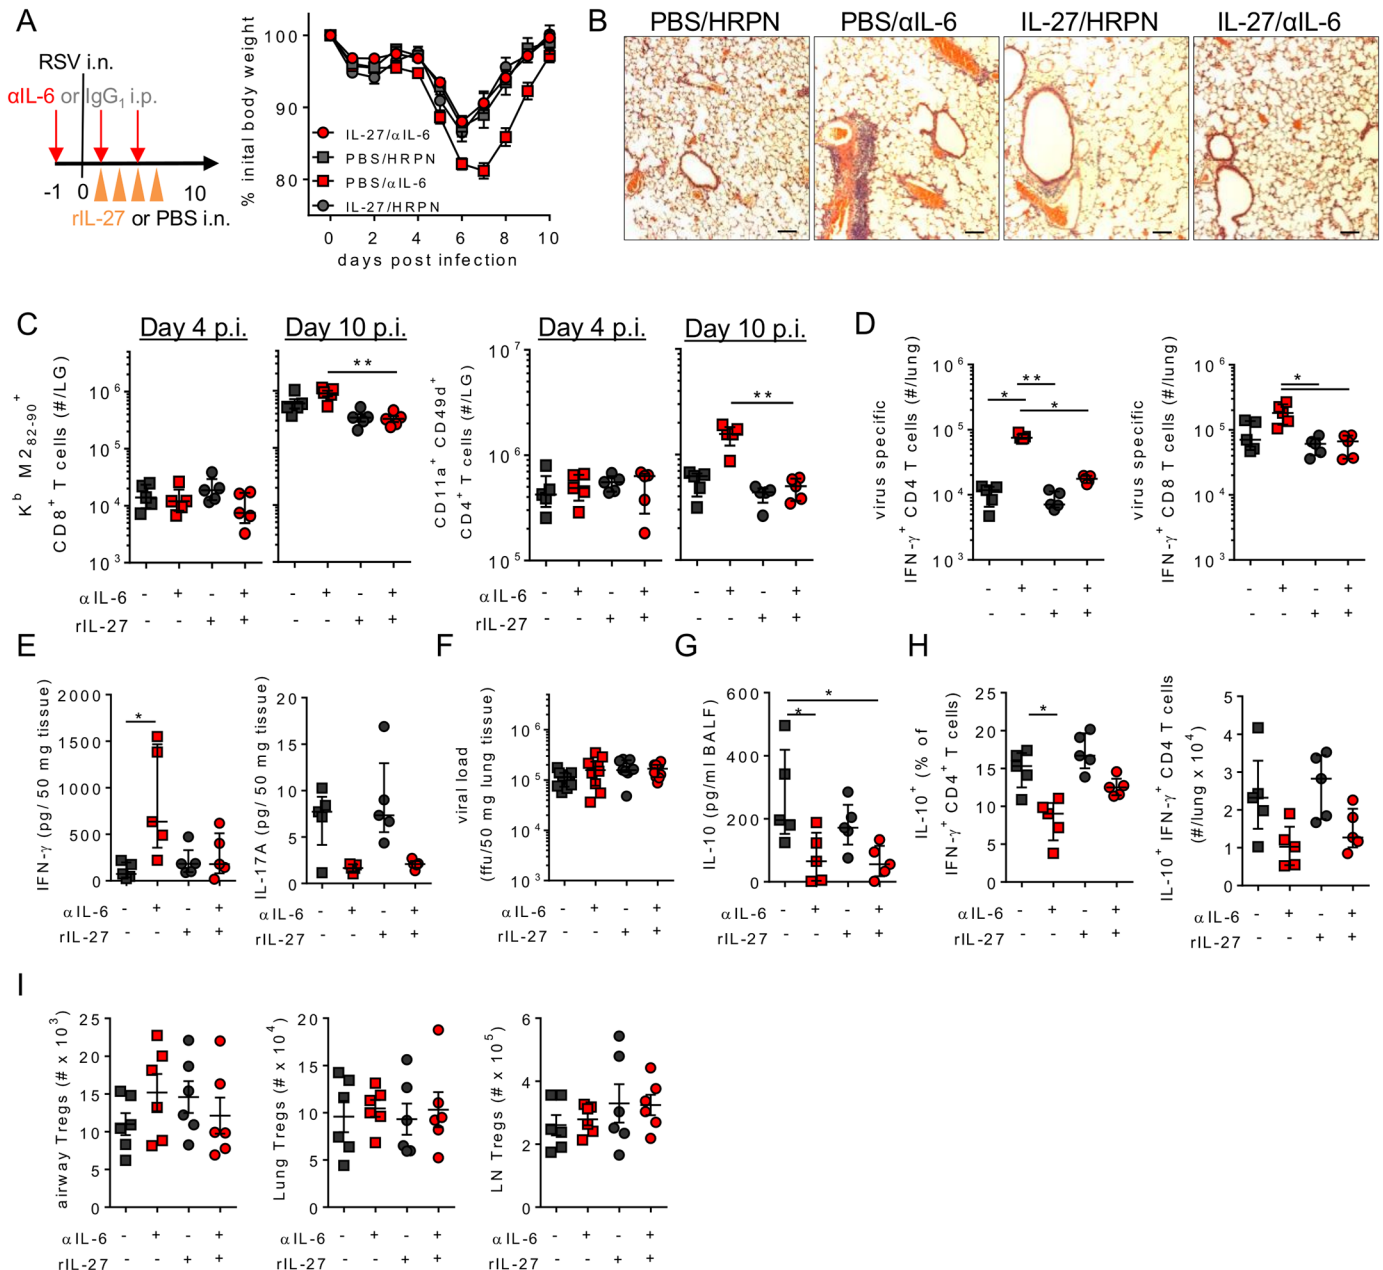 A
RSV i.n.
αIL-6 or IgG1 i.p.
-1 0 10
rIL-27 or PBS i.n.
% inital body weight
100
90
80
IL-27/αIL-6
PBS/HRPN
PBS/αIL-6
IL-27/HRPN
0 2 4 6 8 10
days post infection
B
PBS/HRPN PBS/αIL-6 IL-27/HRPN IL-27/αIL-6
C
Day 4 p.i. Day 10 p.i.
K^b M2_82-90^+
CD8^+ T cells (#/LG)
10^6
10^5
10^4
10^3
**
αIL-6 - + - + - + - +
rIL-27 - - + + - - + +
Day 4 p.i. Day 10 p.i.
CD11a^+ CD49d^+
CD4^+ T cells (#/LG)
10^7
10^6
10^5
**
αIL-6 - + - + - + - +
rIL-27 - - + + - - + +
D
virus specific
IFN-γ^+ CD4 T cells (#/lung)
10^6
10^5
10^4
10^3
* ** *
- + - +
- - + +
virus specific
IFN-γ^+ CD8 T cells (#/lung)
10^6
10^5
10^4
10^3
*
- + - +
- - + +
E
IFN-γ (pg/ 50 mg tissue)
2000
1500
1000
500
0
*
αIL-6 - + - +
rIL-27 - - + +
IL-17A (pg/ 50 mg tissue)
20
15
10
5
0
- + - +
- - + +
F
viral load
(ffu/50 mg lung tissue)
10^6
10^5
10^4
10^3
αIL-6 - + - +
rIL-27 - - + +
G
IL-10 (pg/ml BALF)
600
400
200
0
* *
αIL-6 - + - +
rIL-27 - - + +
H
IL-10^+ (% of
IFN-γ^+ CD4^+ T cells)
25
20
15
10
5
0
*
αIL-6 - + - +
rIL-27 - - + +
IL-10^+ IFN-γ^+ CD4 T cells
(#/lung x 10^4)
5
4
3
2
1
0
- + - +
- - + +
I
airway Tregs (# x 10^3)
25
20
15
10
5
0
αIL-6 - + - +
rIL-27 - - + +
Lung Tregs (# x 10^4)
20
15
10
5
0
αIL-6 - + - +
rIL-27 - - + +
LN Tregs (# x 10^5)
6
4
2
0
αIL-6 - + - +
rIL-27 - - + +